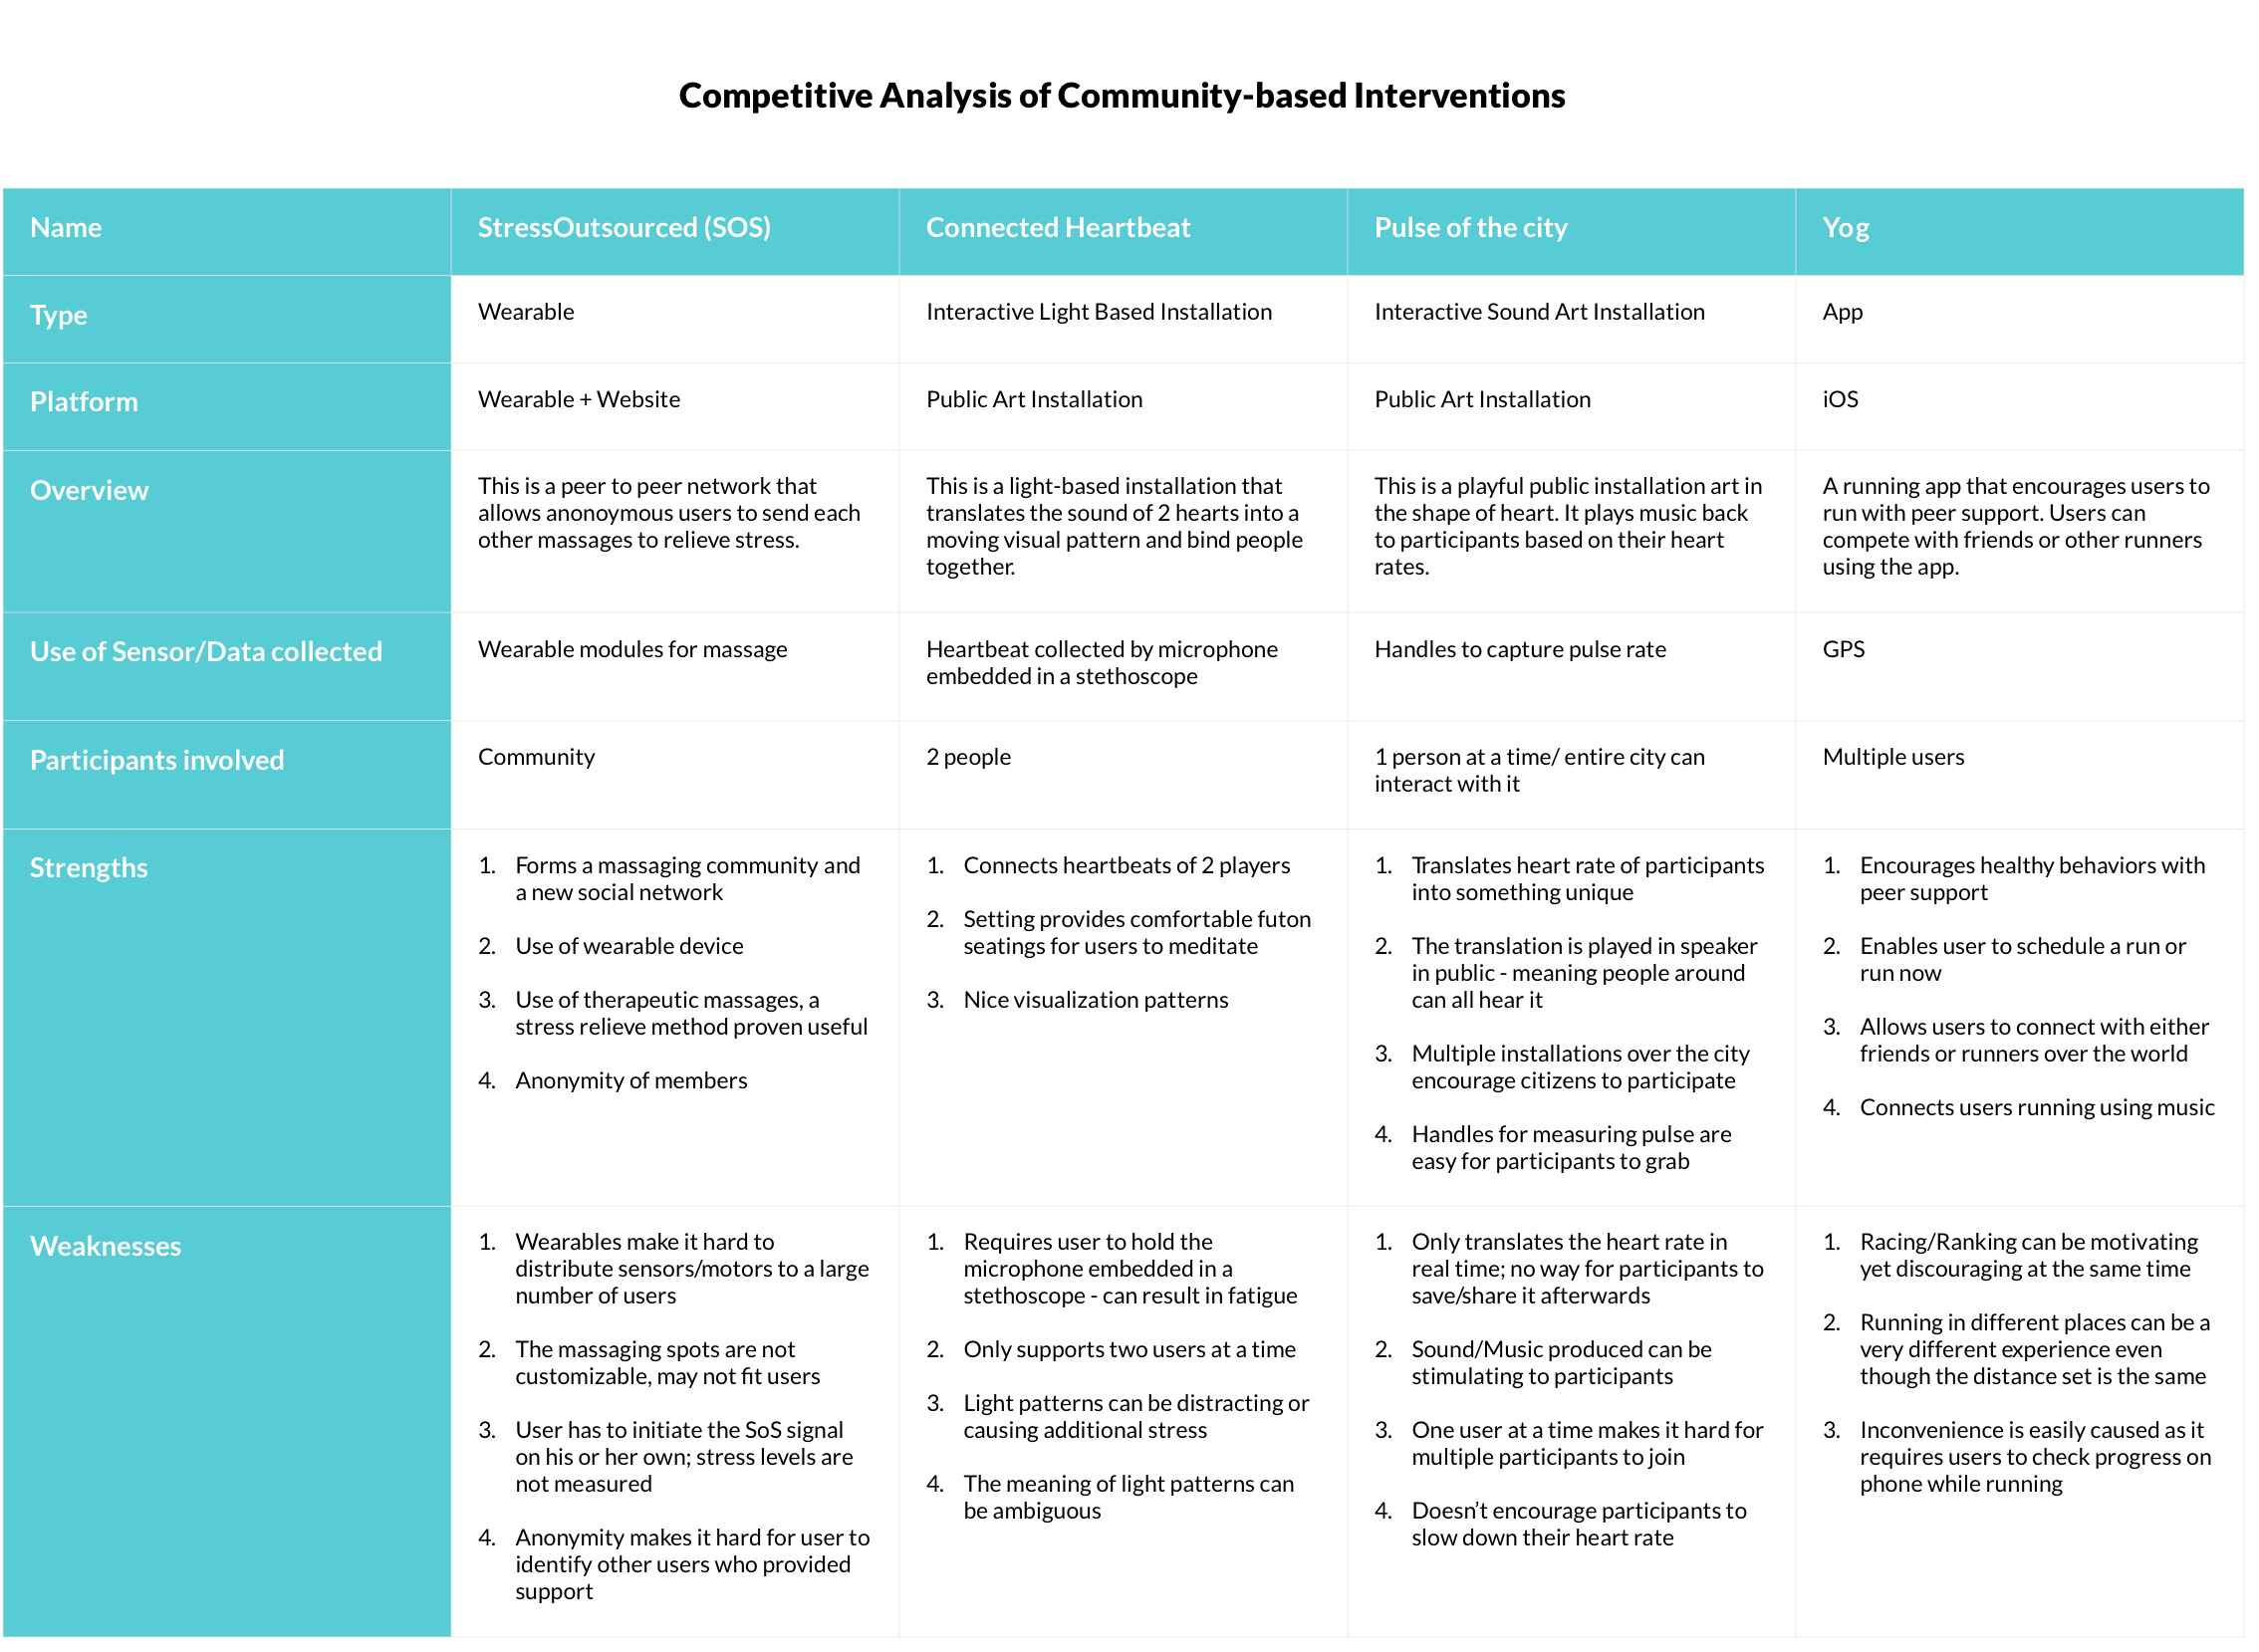 Competitive Analysis of Community-based Interventions
Name
StressOutsourced (SOS)
Connected Heartbeat
Pulse of the city
Yog
Type
Wearable
Interactive Light Based Installation
Interactive Sound Art Installation
App
Platform
Wearable + Website
Public Art Installation
Public Art Installation
iOS
Overview
This is a peer to peer network that
allows anonoymous users to send each
other massages to relieve stress.
This is a light-based installation that
translates the sound of 2 hearts into a
moving visual pattern and bind people
together.
This is a playful public installation art in
the shape of heart. It plays music back
to participants based on their heart
rates.
A running app that encourages users to
run with peer support. Users can
compete with friends or other runners
using the app.
Use of Sensor/Data collected
Wearable modules for massage
Heartbeat collected by microphone
embedded in a stethoscope
Handles to capture pulse rate
GPS
Participants involved
Community
2 people
1 person at a time/ entire city can
interact with it
Multiple users
Strengths
1. Forms a massaging community and
a new social network
2. Use of wearable device
3. Use of therapeutic massages, a
stress relieve method proven useful
4. Anonymity of members
1. Connects heartbeats of 2 players
2. Setting provides comfortable futon
seatings for users to meditate
3. Nice visualization patterns
1. Translates heart rate of participants
into something unique
2. The translation is played in speaker
in public - meaning people around
can all hear it
3. Multiple installations over the city
encourage citizens to participate
4. Handles for measuring pulse are
easy for participants to grab
1. Encourages healthy behaviors with
peer support
2. Enables user to schedule a run or
run now
3. Allows users to connect with either
friends or runners over the world
4. Connects users running using music
Weaknesses
1. Wearables make it hard to
distribute sensors/motors to a large
number of users
2. The massaging spots are not
customizable, may not fit users
3. User has to initiate the SoS signal
on his or her own; stress levels are
not measured
4. Anonymity makes it hard for user to
identify other users who provided
support
1. Requires user to hold the
microphone embedded in a
stethoscope - can result in fatigue
2. Only supports two users at a time
3. Light patterns can be distracting or
causing additional stress
4. The meaning of light patterns can
be ambiguous
1. Only translates the heart rate in
real time; no way for participants to
save/share it afterwards
2. Sound/Music produced can be
stimulating to participants
3. One user at a time makes it hard for
multiple participants to join
4. Doesn’t encourage participants to
slow down their heart rate
1. Racing/Ranking can be motivating
yet discouraging at the same time
2. Running in different places can be a
very different experience even
though the distance set is the same
3. Inconvenience is easily caused as it
requires users to check progress on
phone while running